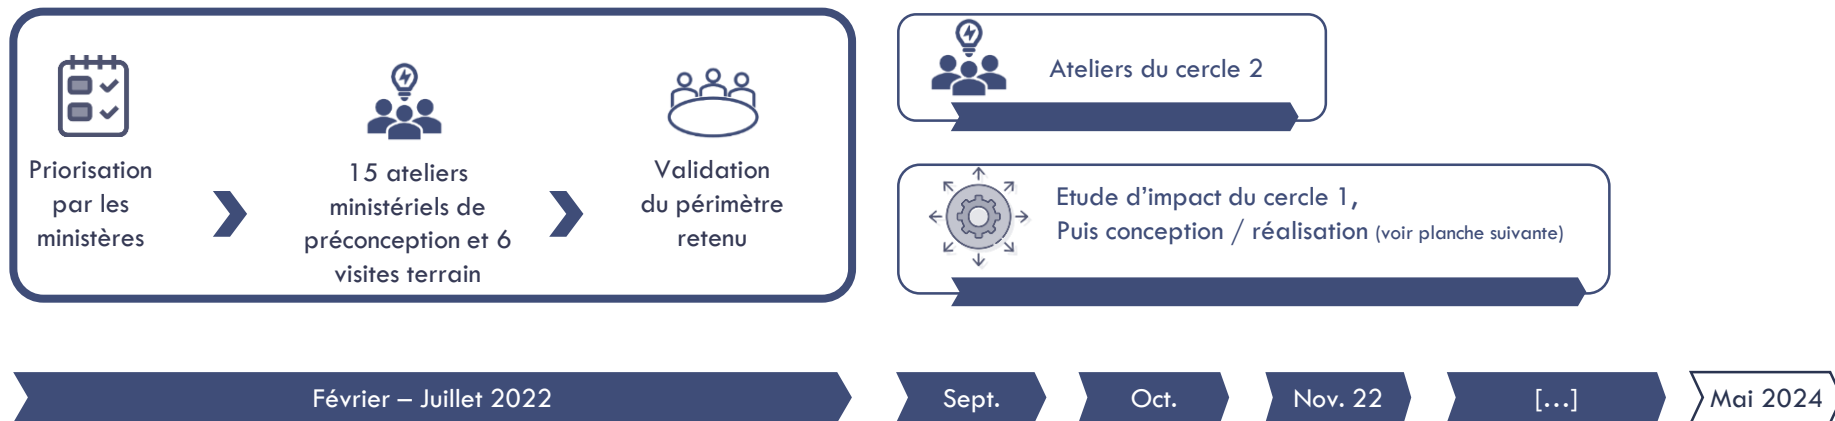 Priorisation
par les
ministères
15 ateliers
ministériels de
préconception et 6
visites terrain
Validation
du périmètre
retenu
Ateliers du cercle 2
Etude d’impact du cercle 1,
Puis conception / réalisation (voir planche suivante)
Février – Juillet 2022
Sept.
Oct.
Nov. 22
[…]
Mai 2024